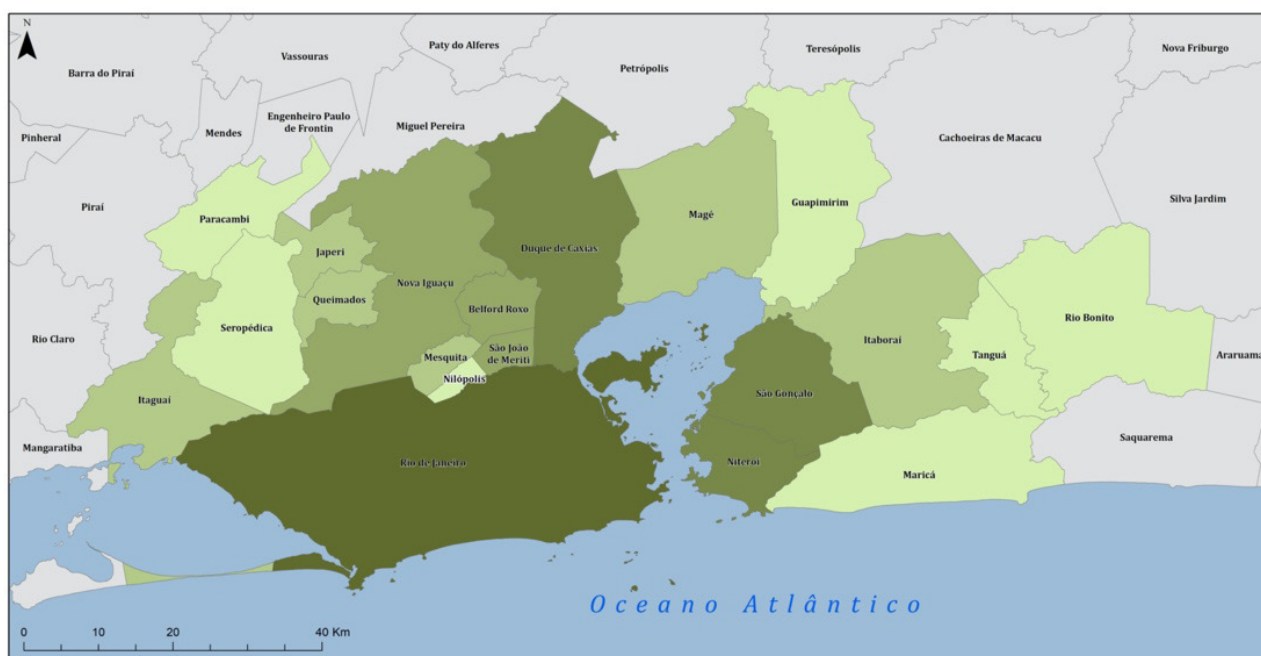 N
Paty do Alferes
Teresópolis
Nova Friburgo
Vassouras
Petrópolis
Barra do Piraí
Engenheiro Paulo
de Frontin
Miguel Pereira
Mendes
Pinheral
Cachoeiras de Macacu
Piraí
Silva Jardim
Guapimirim
Magé
Paracambi
Japeri
Duque de Caxias
Nova Iguaçu
Queimados
Belford Roxo
Rio Bonito
Seropédica
Rio Claro
Itaboraí
São João
de Meriti
Mesquita
Tanguá
Araruama
Nilópolis
São Gonçalo
Itaguaí
Saquarema
Mangaratiba
Rio de Janeiro
Niterói
Maricá
Oceano Atlântico
0 10 20 40 Km